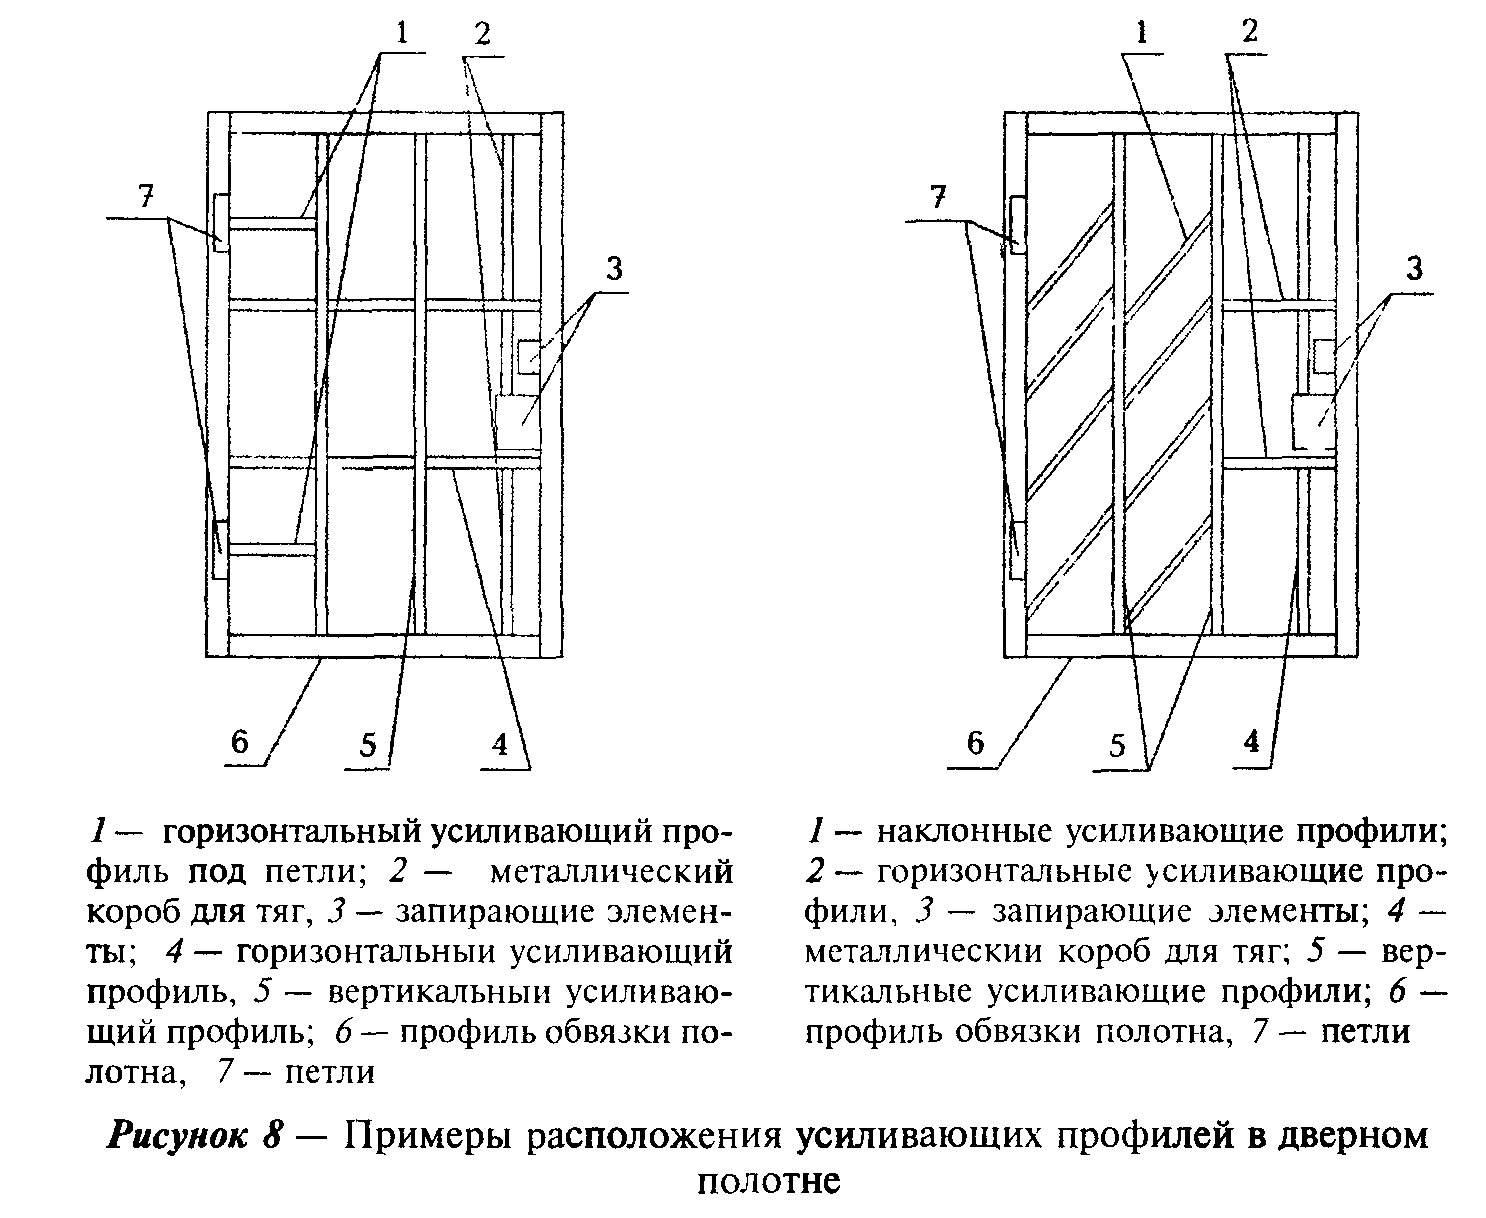 1 2
7
3
6 5 4
1 — горизонтальный усиливающий про-
филь под петли; 2 — металлический
короб для тяг, 3 — запирающие элемен-
ты; 4 — горизонтальныи усиливающий
профиль, 5 — вертикальныи усиливаю-
щий профиль; 6 — профиль обвязки по-
лотна, 7 — петли
1 2
7
3
6 5 4
1 — наклонные усиливающие профили;
2 — горизонтальные усиливающие про-
фили, 3 — запирающие элементы; 4 —
металлическии короб для тяг; 5 — вер-
тикальные усиливающие профили; 6 —
профиль обвязки полотна, 7 — петли
Рисунок 8 — Примеры расположения усиливающих профилей в дверном
полотне